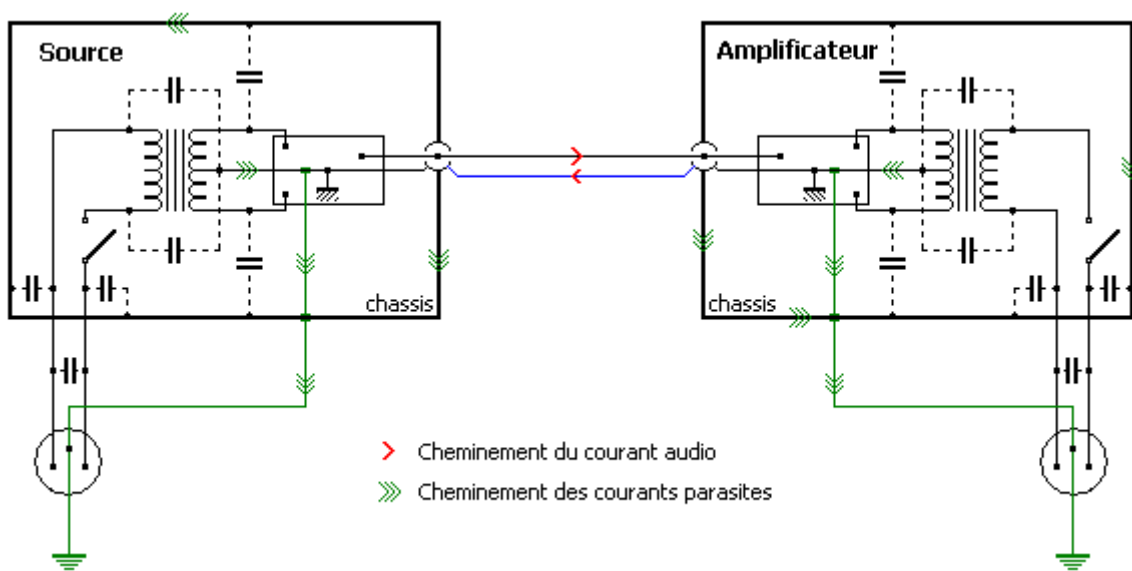 Source
Amplificateur
chassis
chassis
Cheminement du courant audio
Cheminement des courants parasites